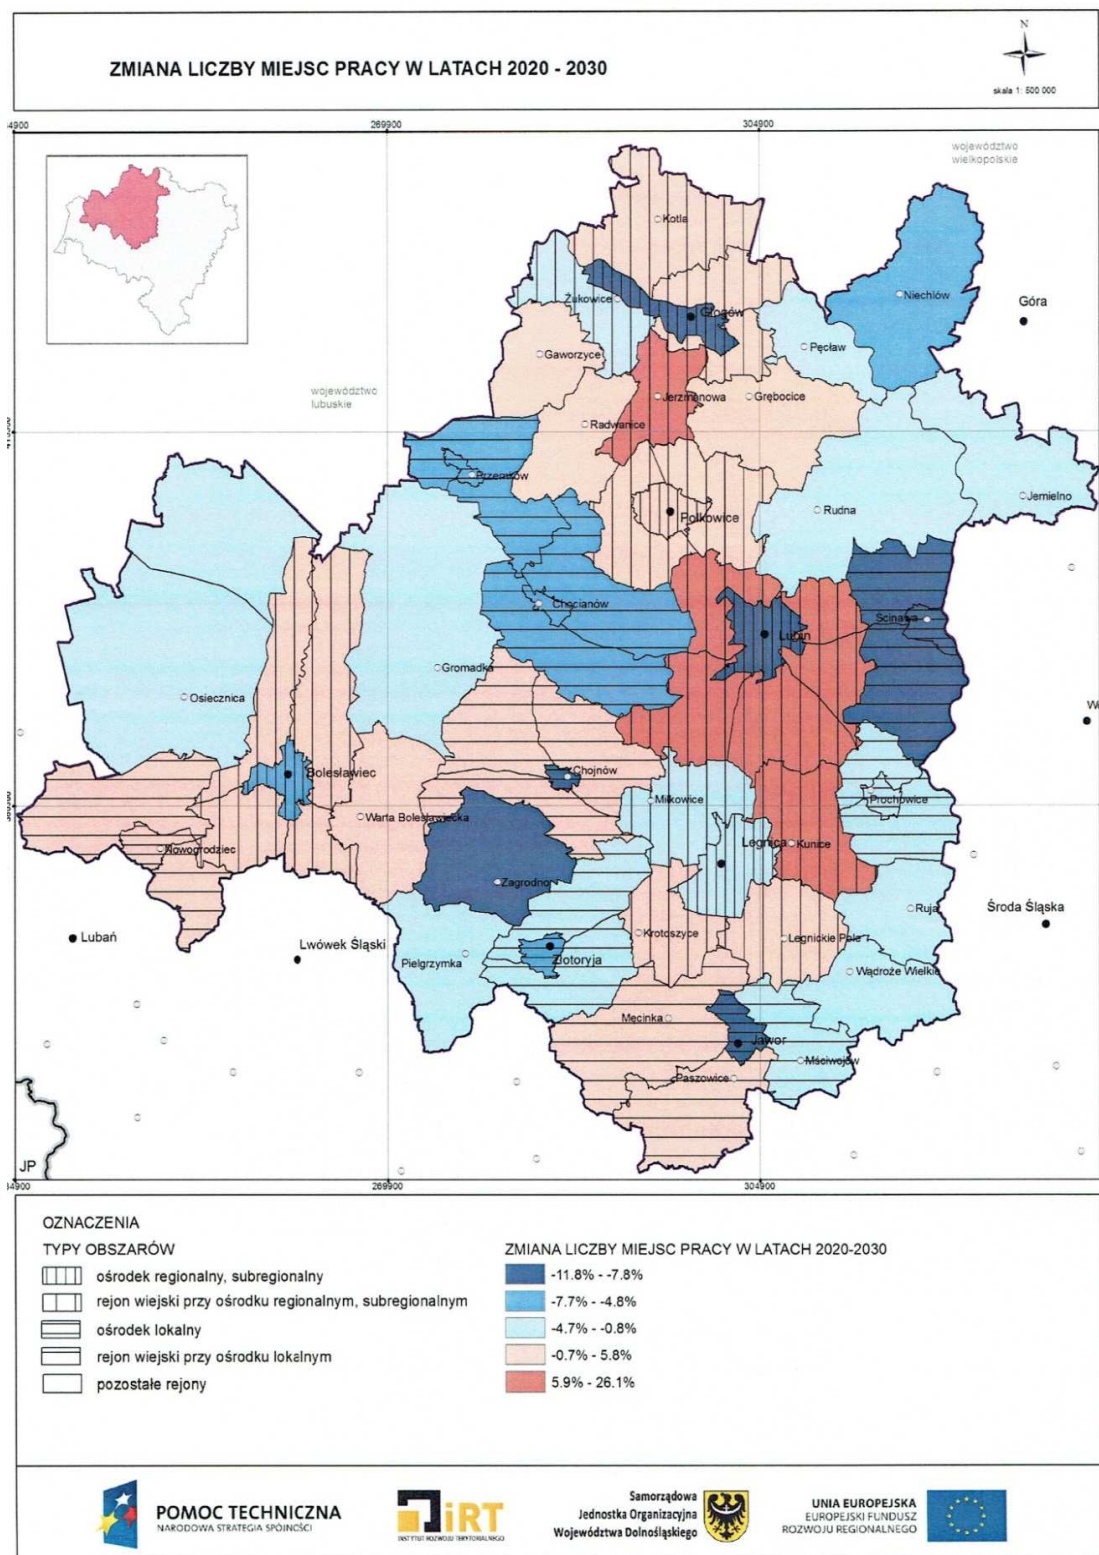 ZMIANA LICZBY MIEJSC PRACY W LATACH 2020 - 2030
N
skala 1: 500 000
269900
304900
województwo
wielkopolskie
Kotla
Żukowice
Głogów
Niechlów
Góra
Pęcław
Gaworzyce
województwo
lubuskie
Jerzmanowa
Grębocice
Radwanice
Przemków
Polkowice
Rudna
Jemielno
Chocianów
Lubin
Ścinawa
Gromadka
Osiecznica
Bolesławiec
Chojnów
Miłkowice
Prochowice
Warta Bolesławiecka
Nowogrodziec
Legnica
Kunice
Zagrodno
Ruja
Środa Śląska
Lubań
Lwówek Śląski
Krotoszyce
Legnickie Pole
Pielgrzymka
Złotoryja
Wądroże Wielkie
Męcinka
Jawor
Mściwojów
Paszowice
JP
269900
304900
OZNACZENIA
TYPY OBSZARÓW
ośrodek regionalny, subregionalny
rejon wiejski przy ośrodku regionalnym, subregionalnym
ośrodek lokalny
rejon wiejski przy ośrodku lokalnym
pozostałe rejony
ZMIANA LICZBY MIEJSC PRACY W LATACH 2020-2030
-11.8% - -7.8%
-7.7% - -4.8%
-4.7% - -0.8%
-0.7% - 5.8%
5.9% - 26.1%
POMOC TECHNICZNA
NARODOWA STRATEGIA SPÓJNOŚCI
iRT
INSTYTUT ROZWOJU TERYTORIALNEGO
Samorządowa
Jednostka Organizacyjna
Województwa Dolnośląskiego
UNIA EUROPEJSKA
EUROPEJSKI FUNDUSZ
ROZWOJU REGIONALNEGO